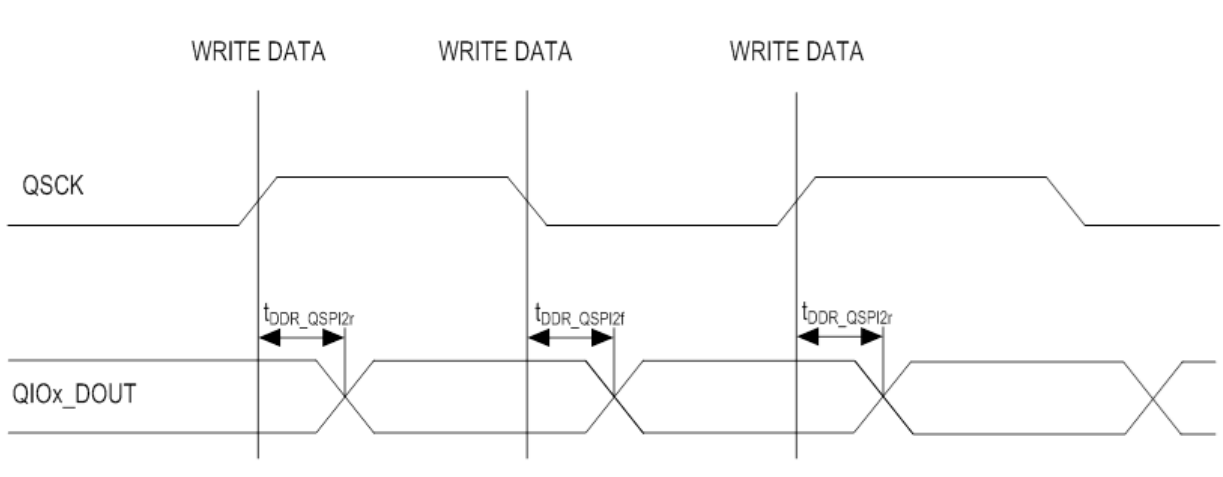 WRITE DATA WRITE DATA WRITE DATA
QSCK
tDDR_QSPI2r tDDR_QSPI2f tDDR_QSPI2r
QIOx_DOUT